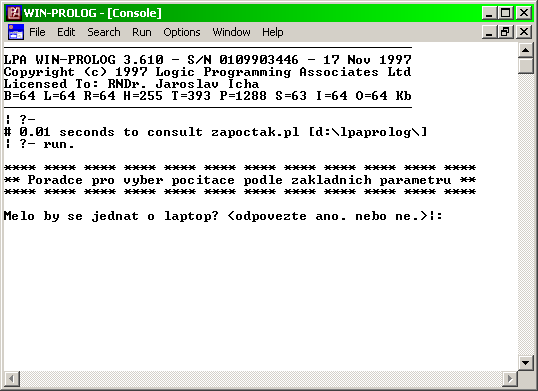 WIN-PROLOG - [Console]
File Edit Search Run Options Window Help
LPA WIN-PROLOG 3.610 - S/N 0109903446 - 17 Nov 1997
Copyright (c) 1997 Logic Programming Associates Ltd
Licensed To: RNDr. Jaroslav Icha
B=64 L=64 R=64 H=255 T=393 P=1288 S=63 I=64 O=64 Kb
| ?-
# 0.01 seconds to consult zapoctak.pl [d:\lpaprolog\]
| ?- run.
**** **** **** **** **** **** **** **** **** **** **** ****
** Poradce pro vyber pocitace podle zakladnich parametru **
**** **** **** **** **** **** **** **** **** **** **** ****
Melo by se jednat o laptop? <odpovezte ano. nebo ne.>|: